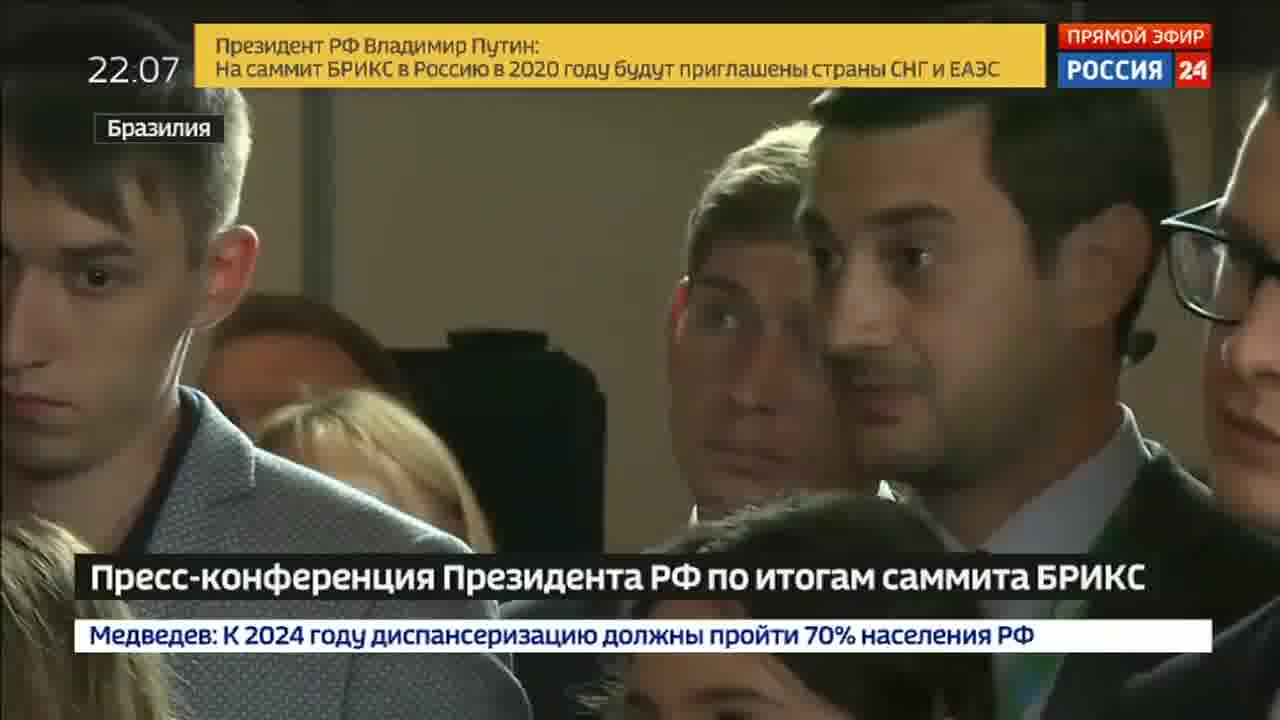 22.07
Президент РФ Владимир Путин:
На саммит БРИКС в Россию в 2020 году будут приглашены страны СНГ и ЕАЭС
ПРЯМОЙ ЭФИР
РОССИЯ 24
Бразилия
Пресс-конференция Президента РФ по итогам саммита БРИКС
Медведев: К 2024 году диспансеризацию должны пройти 70% населения РФ